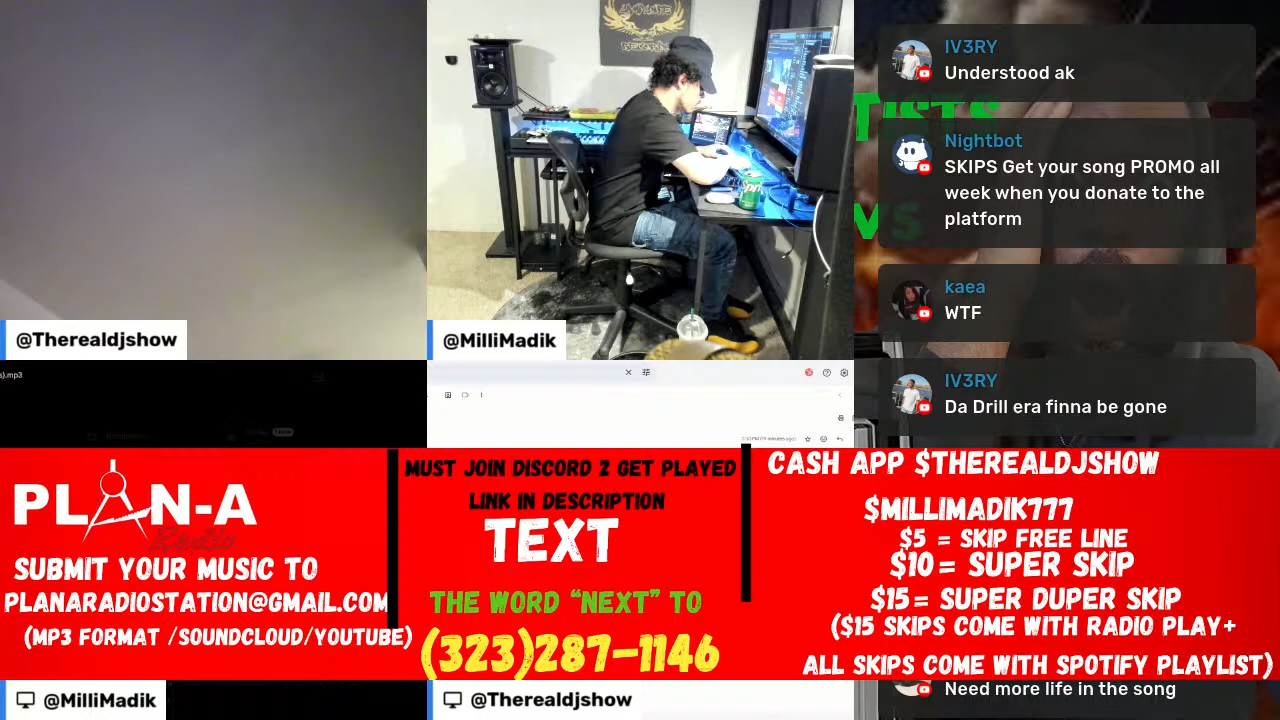 @Therealdjshow
@MilliMadik
IV3RY
Understood ak
Nightbot
SKIPS Get your song PROMO all
week when you donate to the
platform
kaea
WTF
IV3RY
Da Drill era finna be gone
.mp3
Sprite
PLAN-A
Radio
SUBMIT YOUR MUSIC TO
PLANARADIOSTATION@GMAIL.COM
(MP3 FORMAT /SOUNDCLOUD/YOUTUBE)
MUST JOIN DISCORD 2 GET PLAYED
LINK IN DESCRIPTION
TEXT
THE WORD “NEXT” TO
(323)287-1146
CASH APP $THEREALDJSHOW
$MILLIMADIK777
$5 = SKIP FREE LINE
$10 = SUPER SKIP
$15= SUPER DUPER SKIP
($15 SKIPS COME WITH RADIO PLAY+
ALL SKIPS COME WITH SPOTIFY PLAYLIST)
@MilliMadik
@Therealdjshow
Need more life in the song